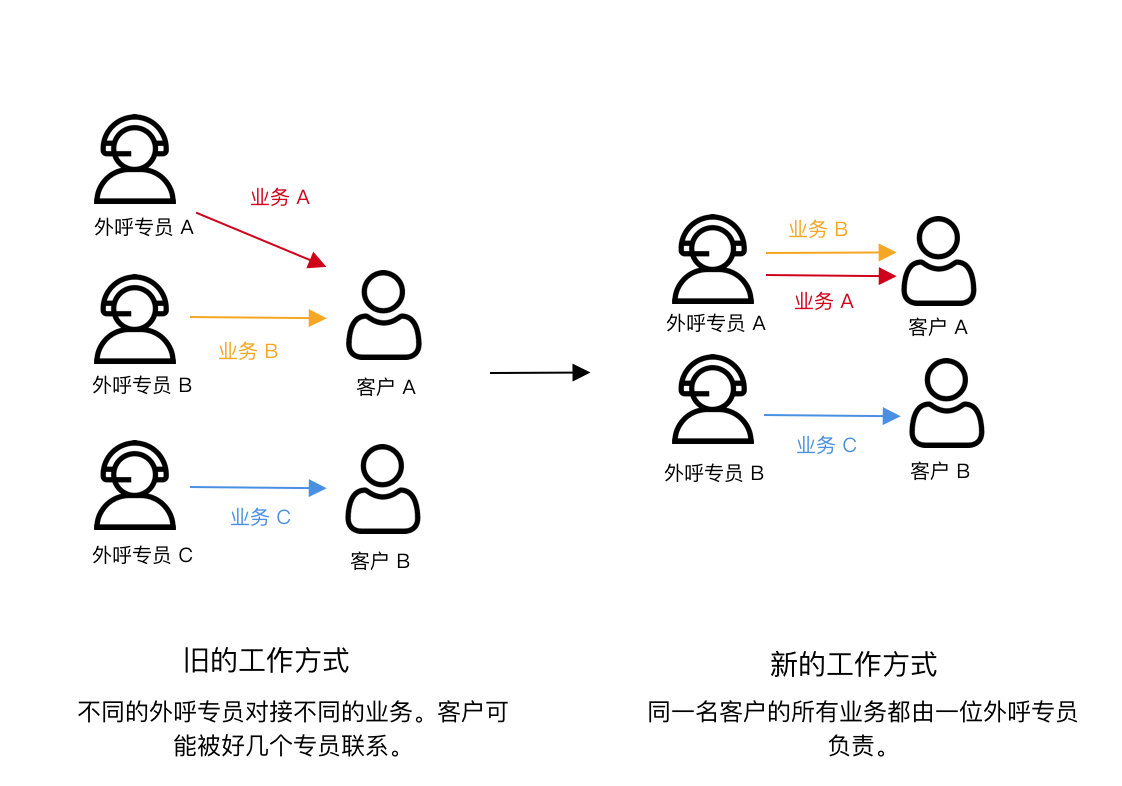 业务 A
外呼专员 A
业务 B
外呼专员 B
客户 A
业务 C
外呼专员 C
客户 B
旧的工作方式
不同的外呼专员对接不同的业务。客户可
能被好几个专员联系。
业务 B
业务 A
外呼专员 A
客户 A
业务 C
外呼专员 B
客户 B
新的工作方式
同一名客户的所有业务都由一位外呼专员
负责。